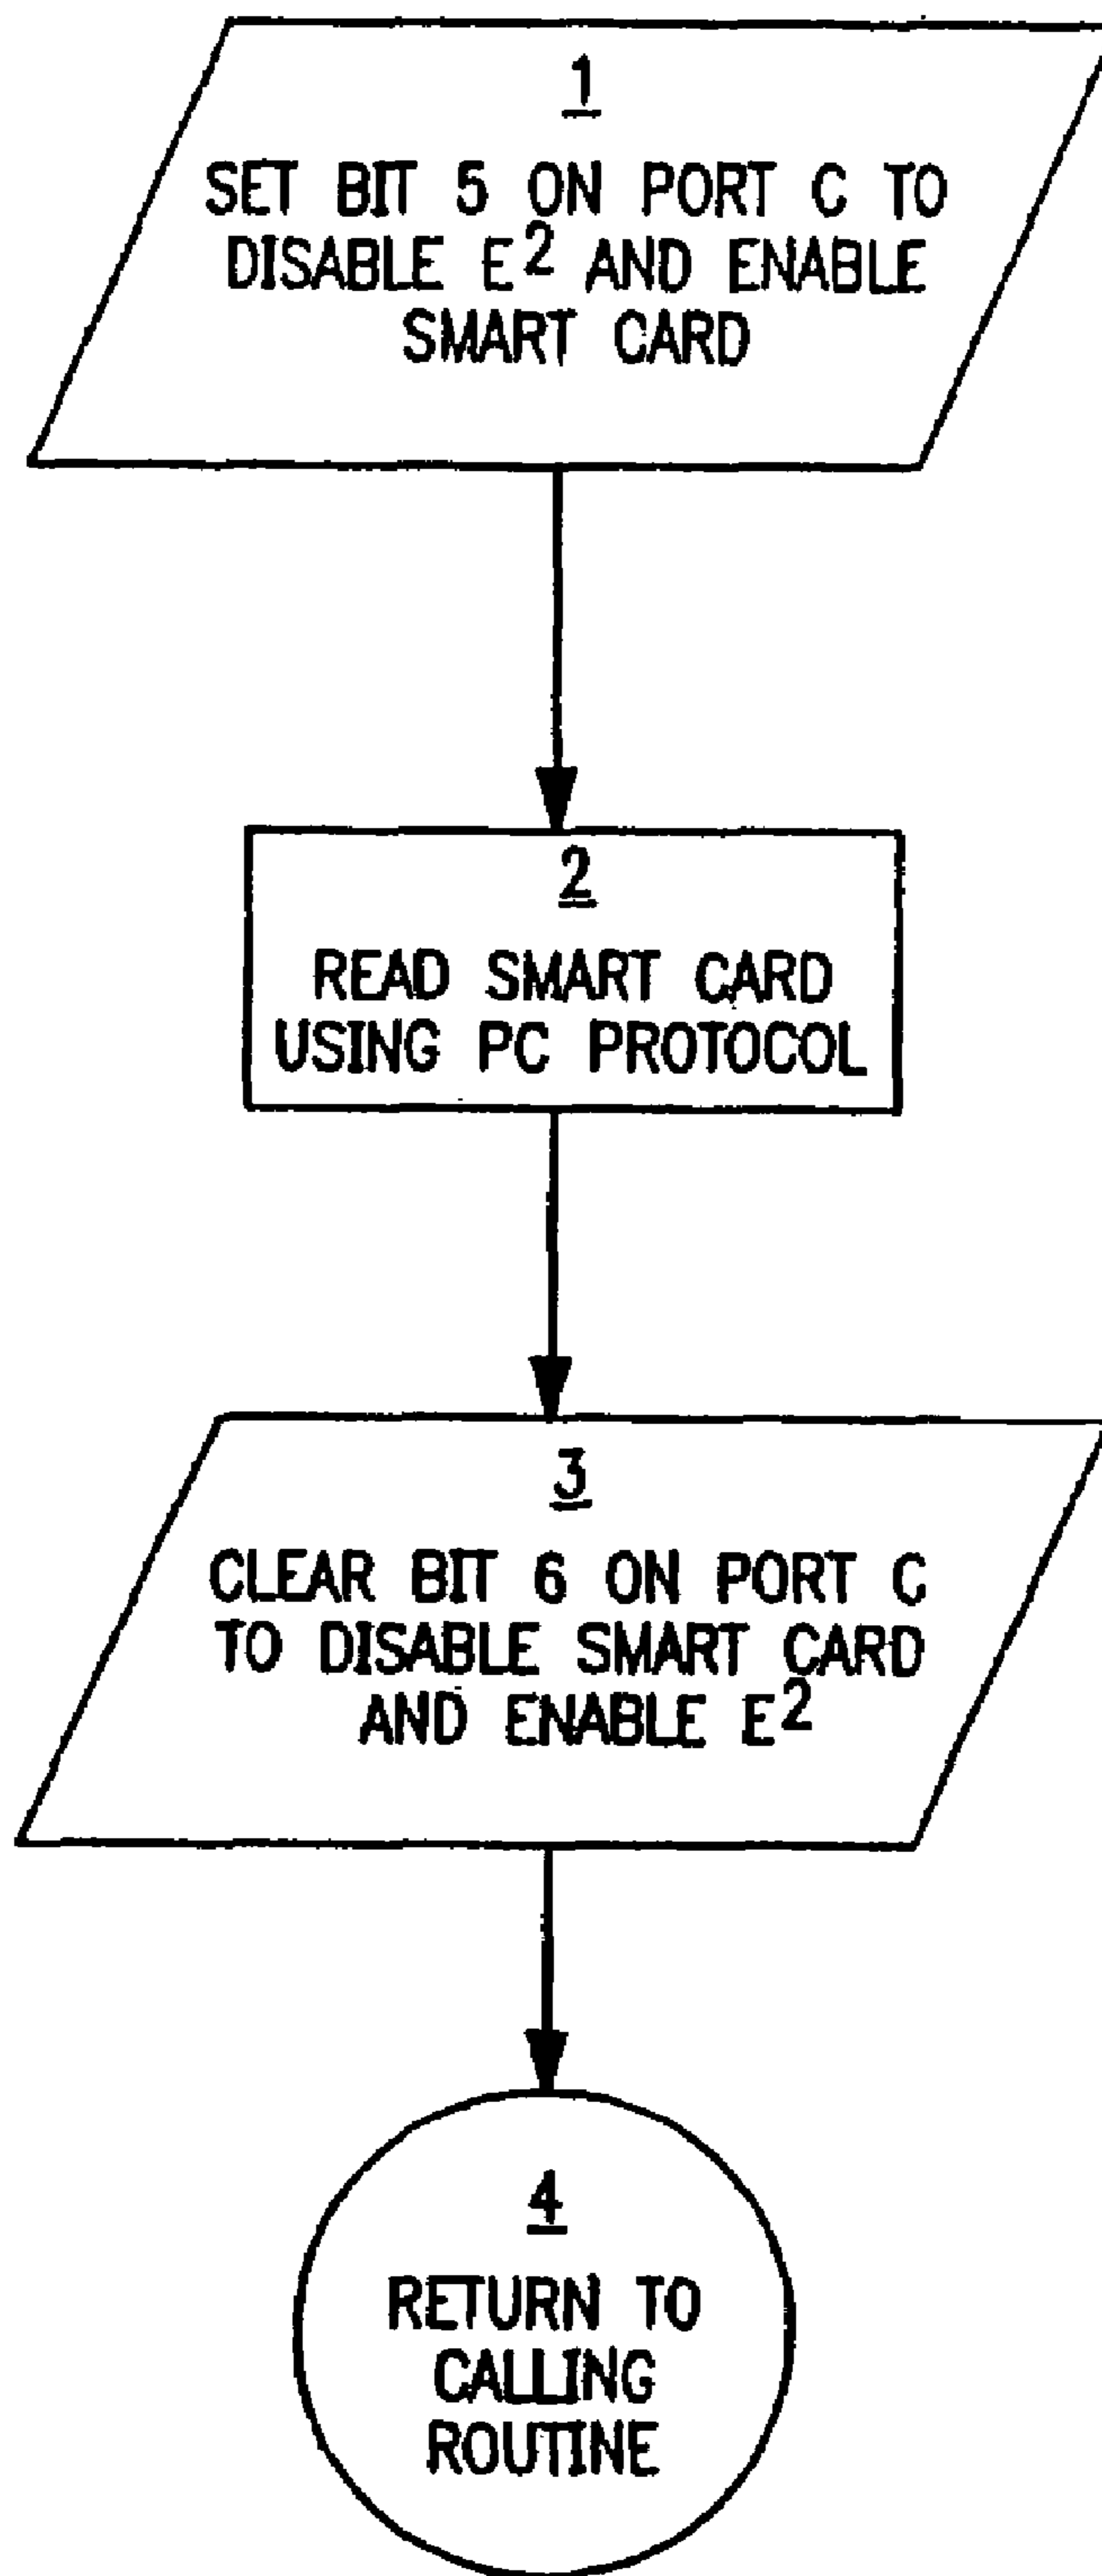 1
SET BIT 5 ON PORT C TO
DISABLE E² AND ENABLE
SMART CARD
2
READ SMART CARD
USING PC PROTOCOL
3
CLEAR BIT 6 ON PORT C
TO DISABLE SMART CARD
AND ENABLE E²
4
RETURN TO
CALLING
ROUTINE